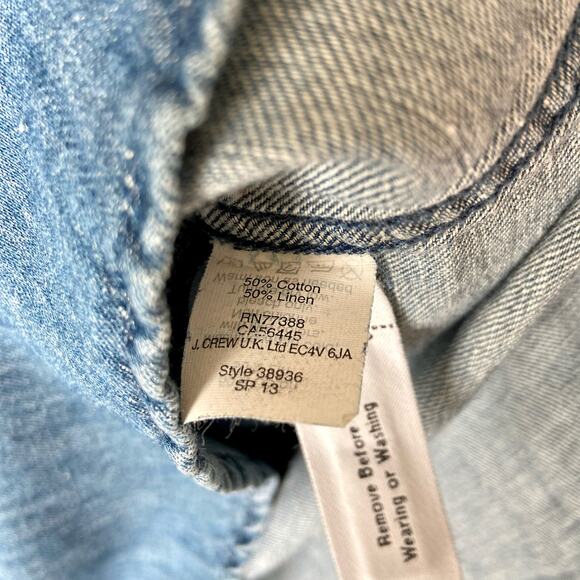 50% Cotton
50% Linen
RN77388
CA56445
J. CREW U.K. Ltd EC4V 6JA
Style 38936
SP 13
Remove Before
Wearing or Washing